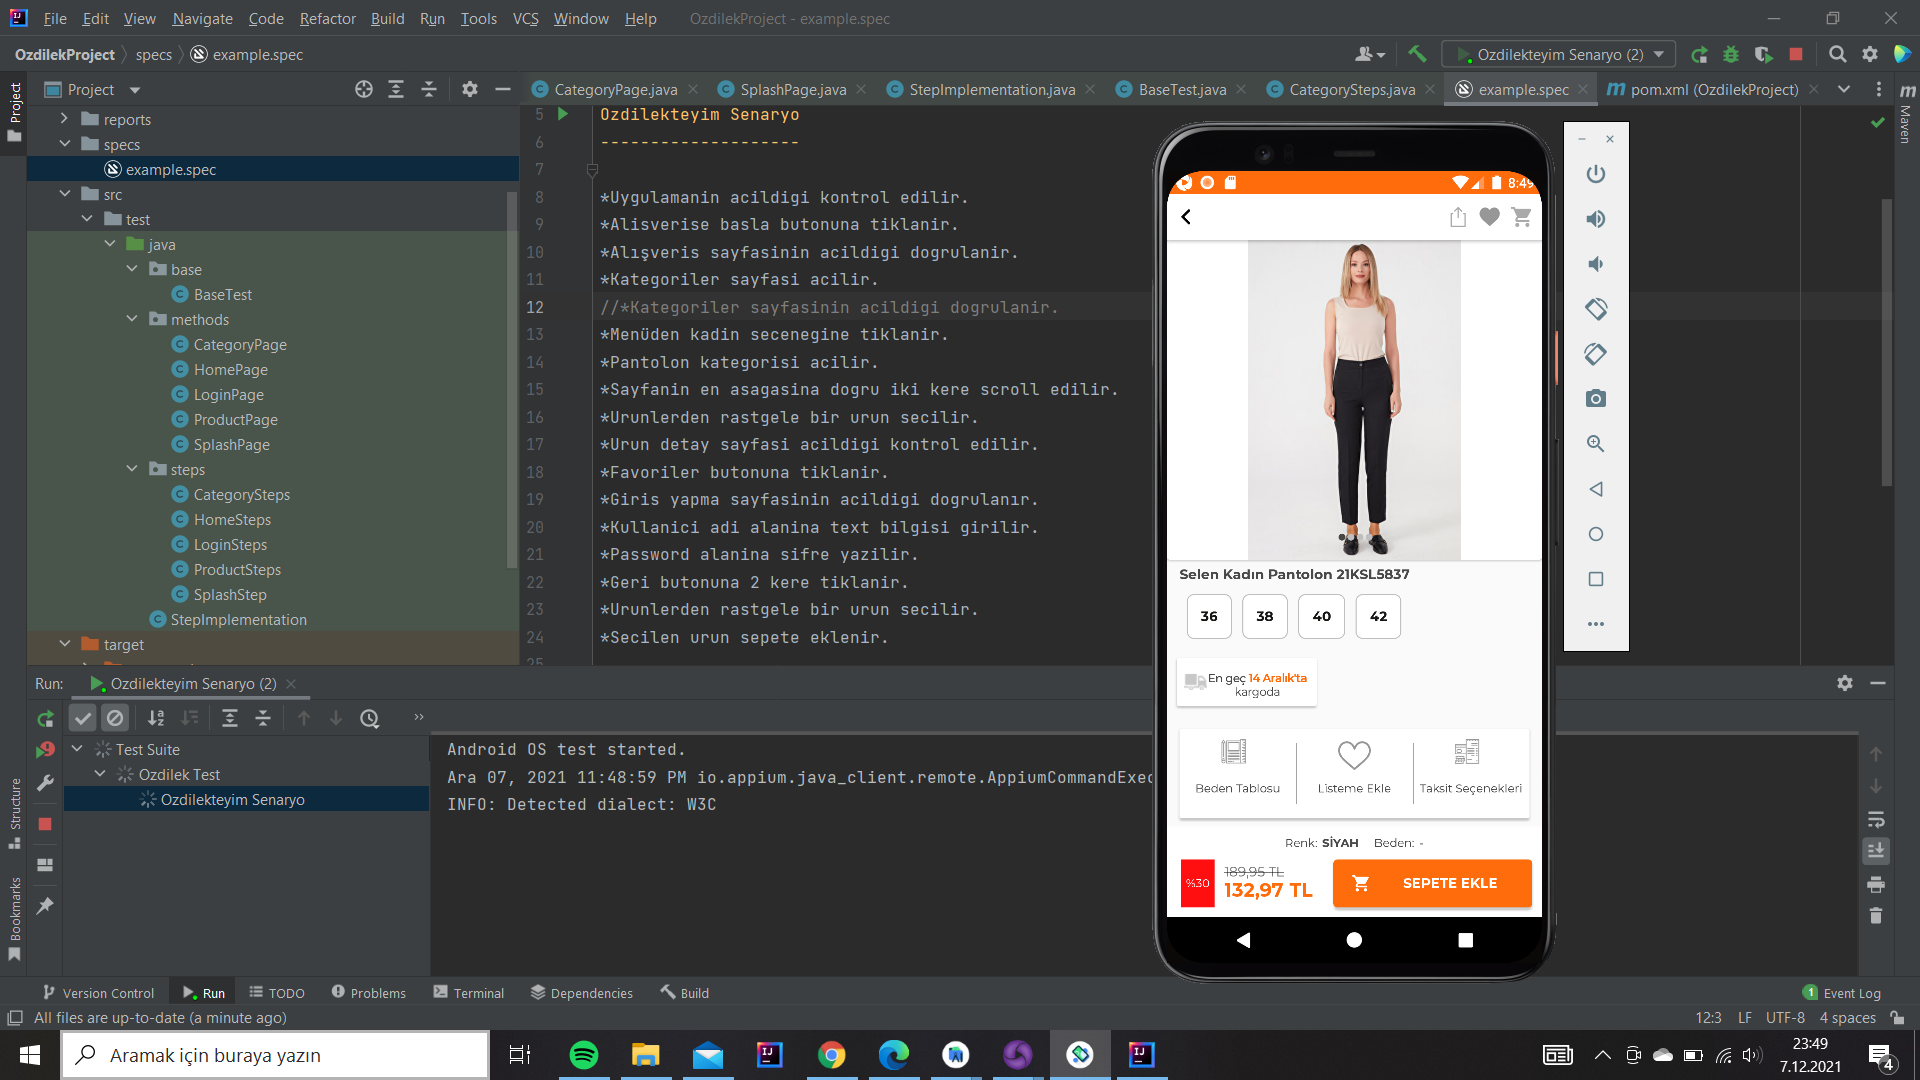 File Edit View Navigate Code Refactor Build Run Tools VCS Window Help OzdilekProject - example.spec
OzdilekProject specs example.spec
Ozdilekteyim Senaryo (2)
Project
CategoryPage.java SplashPage.java StepImplementation.java BaseTest.java CategorySteps.java example.spec pom.xml (OzdilekProject)
Project
Maven
reports
specs
example.spec
src
test
java
base
BaseTest
methods
CategoryPage
HomePage
LoginPage
ProductPage
SplashPage
steps
CategorySteps
HomeSteps
LoginSteps
ProductSteps
SplashStep
StepImplementation
target
5 Ozdilekteyim Senaryo
6 --------------------
7
8 *Uygulamanin acildigi kontrol edilir.
9 *Alisverise basla butonuna tiklanir.
10 *Alışveris sayfasinin acildigi dogrulanir.
11 *Kategoriler sayfasi acilir.
12 //*Kategoriler sayfasinin acildigi dogrulanir.
13 *Menüden kadin secenegine tiklanir.
14 *Pantolon kategorisi acilir.
15 *Sayfanin en asagasina dogru iki kere scroll edilir.
16 *Urunlerden rastgele bir urun secilir.
17 *Urun detay sayfasi acildigi kontrol edilir.
18 *Favoriler butonuna tiklanir.
19 *Giris yapma sayfasinin acildigi dogrulanır.
20 *Kullanici adi alanina text bilgisi girilir.
21 *Password alanina sifre yazilir.
22 *Geri butonuna 2 kere tiklanir.
23 *Urunlerden rastgele bir urun secilir.
24 *Secilen urun sepete eklenir.
25
8:49
Selen Kadın Pantolon 21KSL5837
36 38 40 42
En geç 14 Aralık'ta
kargoda
Beden Tablosu Listeme Ekle Taksit Seçenekleri
Renk: SİYAH Beden: -
%30
189,95 TL
132,97 TL
SEPETE EKLE
Run: Ozdilekteyim Senaryo (2)
Test Suite
Ozdilek Test
Ozdilekteyim Senaryo
Android OS test started.
Ara 07, 2021 11:48:59 PM io.appium.java_client.remote.AppiumCommandExec
INFO: Detected dialect: W3C
Structure
Bookmarks
Version Control Run TODO Problems Terminal Dependencies Build
1 Event Log
All files are up-to-date (a minute ago)
12:3 LF UTF-8 4 spaces
Aramak için buraya yazın
23:49
7.12.2021
4